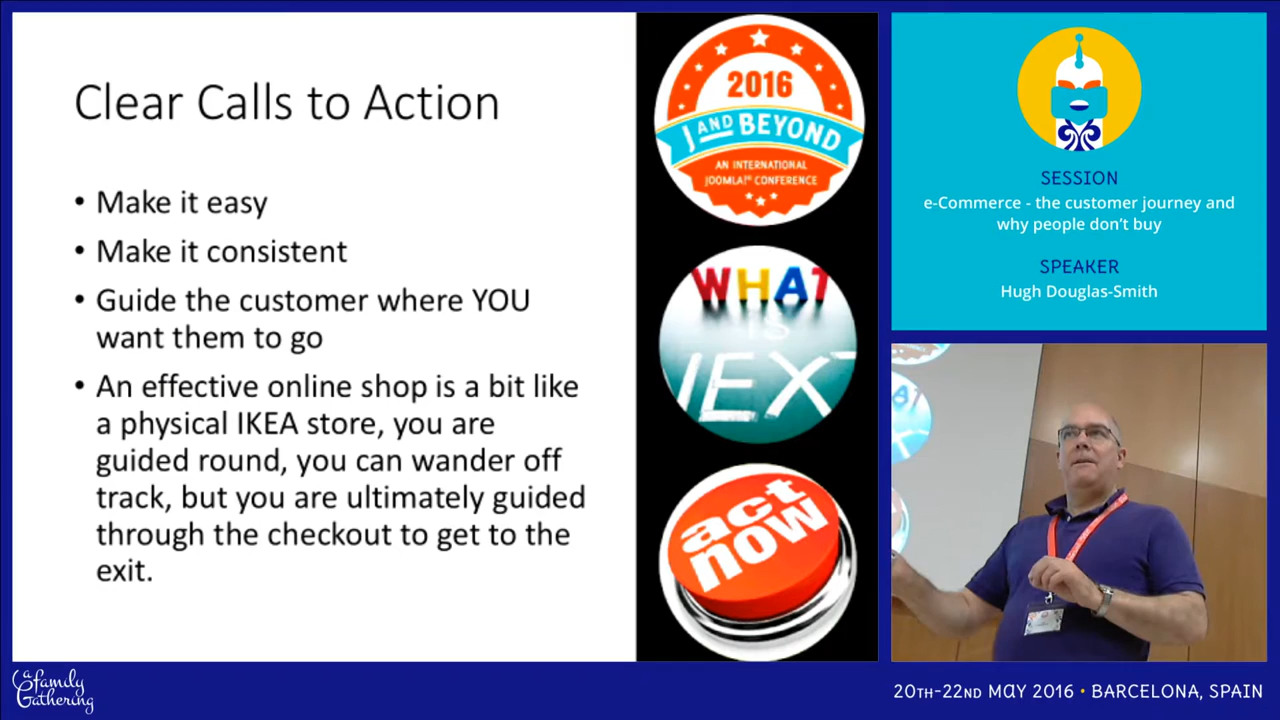 Clear Calls to Action
• Make it easy
• Make it consistent
• Guide the customer where YOU
want them to go
• An effective online shop is a bit like
a physical IKEA store, you are
guided round, you can wander off
track, but you are ultimately guided
through the checkout to get to the
exit.
2016
J AND BEYOND
AN INTERNATIONAL
JOOMLA!® CONFERENCE
WHAT
IS
NEXT
act
now
SESSION
e-Commerce - the customer journey and
why people don't buy
SPEAKER
Hugh Douglas-Smith
a family
Gathering
20TH-22ND MAY 2016 • BARCELONA, SPAIN